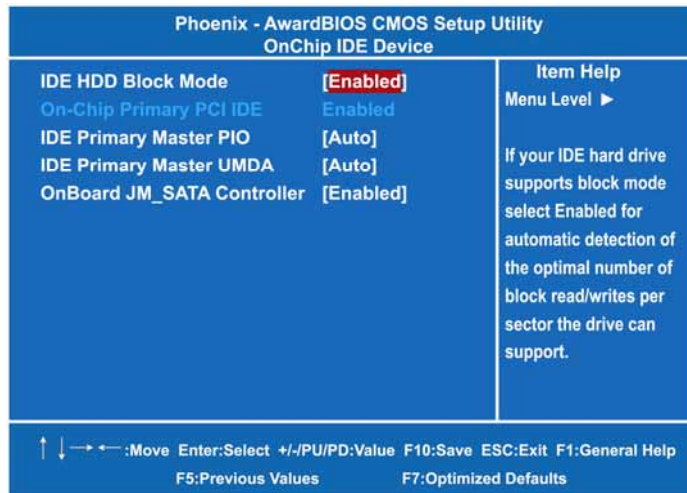 Phoenix - AwardBIOS CMOS Setup Utility
OnChip IDE Device
IDE HDD Block Mode [Enabled]
On-Chip Primary PCI IDE Enabled
IDE Primary Master PIO [Auto]
IDE Primary Master UMDA [Auto]
OnBoard JM_SATA Controller [Enabled]
Item Help
Menu Level ►
If your IDE hard drive
supports block mode
select Enabled for
automatic detection of
the optimal number of
block read/writes per
sector the drive can
support.
↑ ↓ → ← :Move Enter:Select +/-/PU/PD:Value F10:Save ESC:Exit F1:General Help
F5:Previous Values F7:Optimized Defaults